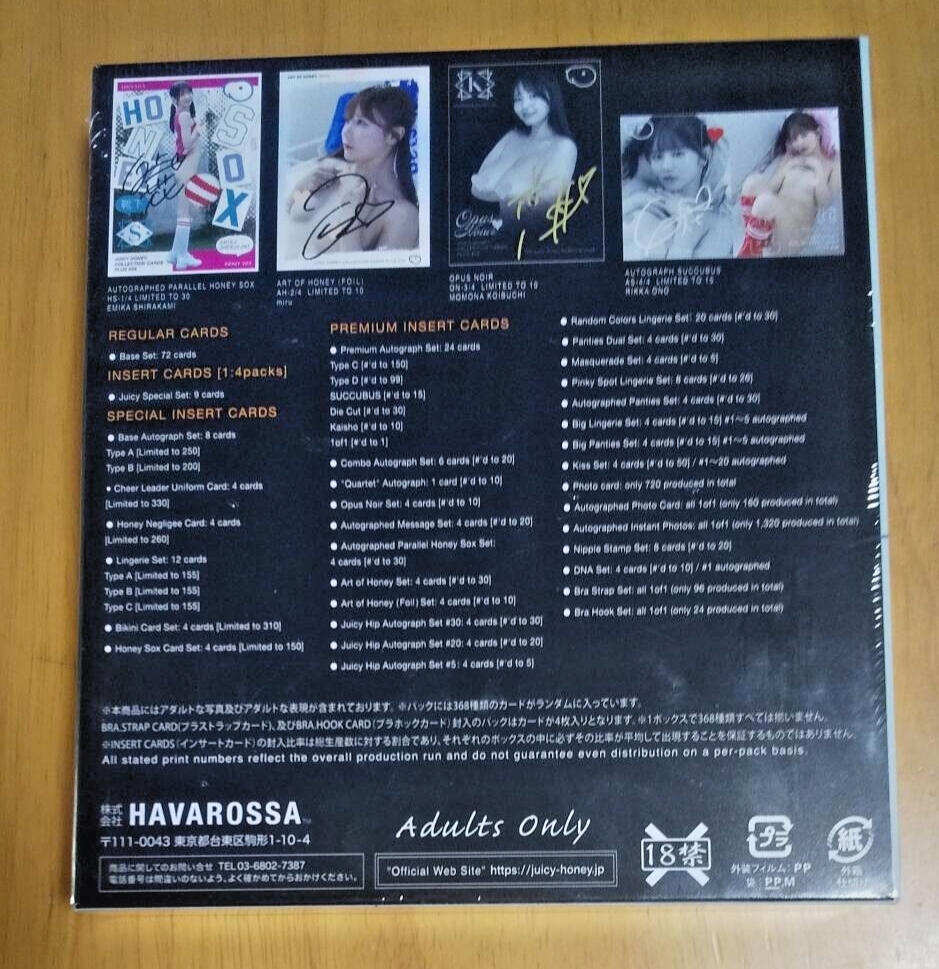 HONEY SOX
AUTOGRAPHED PARALLEL HONEY SOX
HS-1/4 LIMITED TO 30
EMIKA SHIRAKAMI
ART OF HONEY (FOIL)
AH-2/4 LIMITED TO 10
miru
Opus
Noir
OPUS NOIR
ON-3/4 LIMITED TO 10
MOMONA KOIBUCHI
AUTOGRAPH SUCCUBUS
AS-4/4 LIMITED TO 15
RIKKA ONO
REGULAR CARDS
● Base Set: 72 cards
INSERT CARDS [1:4packs]
● Juicy Special Set: 9 cards
SPECIAL INSERT CARDS
● Base Autograph Set: 8 cards
Type A [Limited to 250]
Type B [Limited to 200]
● Cheer Leader Uniform Card: 4 cards
[Limited to 330]
● Honey Negligee Card: 4 cards
[Limited to 260]
● Lingerie Set: 12 cards
Type A [Limited to 155]
Type B [Limited to 155]
Type C [Limited to 155]
● Bikini Card Set: 4 cards [Limited to 310]
● Honey Sox Card Set: 4 cards [Limited to 150]
PREMIUM INSERT CARDS
● Premium Autograph Set: 24 cards
Type C [#'d to 150]
Type D [#'d to 99]
SUCCUBUS [#'d to 15]
Die Cut [#'d to 30]
Kaisho [#'d to 10]
1of1 [#'d to 1]
● Combo Autograph Set: 6 cards [#'d to 20]
● "Quartet" Autograph: 1 card [#'d to 10]
● Opus Noir Set: 4 cards [#'d to 10]
● Autographed Message Set: 4 cards [#'d to 20]
● Autographed Parallel Honey Sox Set:
4 cards [#'d to 30]
● Art of Honey Set: 4 cards [#'d to 30]
● Art of Honey (Foil) Set: 4 cards [#'d to 10]
● Juicy Hip Autograph Set #30: 4 cards [#'d to 30]
● Juicy Hip Autograph Set #20: 4 cards [#'d to 20]
● Juicy Hip Autograph Set #5: 4 cards [#'d to 5]
● Random Colors Lingerie Set: 20 cards [#'d to 30]
● Panties Dual Set: 4 cards [#'d to 30]
● Masquerade Set: 4 cards [#'d to 5]
● Pinky Spot Lingerie Set: 8 cards [#'d to 26]
● Autographed Panties Set: 4 cards [#'d to 30]
● Big Lingerie Set: 4 cards [#'d to 15] #1〜5 autographed
● Big Panties Set: 4 cards [#'d to 15] #1〜5 autographed
● Kiss Set: 4 cards [#'d to 50] / #1〜20 autographed
● Photo card: only 720 produced in total
● Autographed Photo Card: all 1of1 (only 160 produced in total)
● Autographed Instant Photos: all 1of1 (only 1,320 produced in total)
● Nipple Stamp Set: 8 cards [#'d to 20]
● DNA Set: 4 cards [#'d to 10] / #1 autographed
● Bra Strap Set: all 1of1 (only 96 produced in total)
● Bra Hook Set: all 1of1 (only 24 produced in total)
※本商品にはアダルトな写真及びアダルトな表現が含まれております。※パックには368種類のカードがランダムに入っています。
BRA.STRAP CARD(ブラストラップカード)、及びBRA.HOOK CARD（ブラホックカード）封入のパックはカードが4枚入りとなります。※1ボックスで368種類すべては揃いません。
※INSERT CARDS（インサートカード）の封入比率は総生産数に対する割合であり、それぞれのボックスの中に必ずその比率が平均して出現することを保証するものではありません。
All stated print numbers reflect the overall production run and do not guarantee even distribution on a per-pack basis.
株式会社 HAVAROSSA
〒111-0043 東京都台東区駒形1-10-4
商品に関してのお問い合せ TEL03-6802-7387
電話番号は間違いのないよう、よく確かめてからおかけください。
Adults Only
"Official Web Site" https://juicy-honey.jp
18禁
プラ
外装フィルム：PP
袋：PP,M
紙
外箱
仕切り